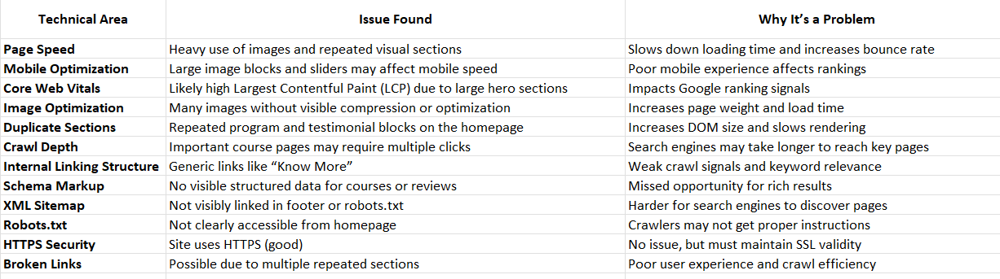 Technical Area Issue Found Why It’s a Problem
Page Speed Heavy use of images and repeated visual sections Slows down loading time and increases bounce rate
Mobile Optimization Large image blocks and sliders may affect mobile speed Poor mobile experience affects rankings
Core Web Vitals Likely high Largest Contentful Paint (LCP) due to large hero sections Impacts Google ranking signals
Image Optimization Many images without visible compression or optimization Increases page weight and load time
Duplicate Sections Repeated program and testimonial blocks on the homepage Increases DOM size and slows rendering
Crawl Depth Important course pages may require multiple clicks Search engines may take longer to reach key pages
Internal Linking Structure Generic links like “Know More” Weak crawl signals and keyword relevance
Schema Markup No visible structured data for courses or reviews Missed opportunity for rich results
XML Sitemap Not visibly linked in footer or robots.txt Harder for search engines to discover pages
Robots.txt Not clearly accessible from homepage Crawlers may not get proper instructions
HTTPS Security Site uses HTTPS (good) No issue, but must maintain SSL validity
Broken Links Possible due to multiple repeated sections Poor user experience and crawl efficiency